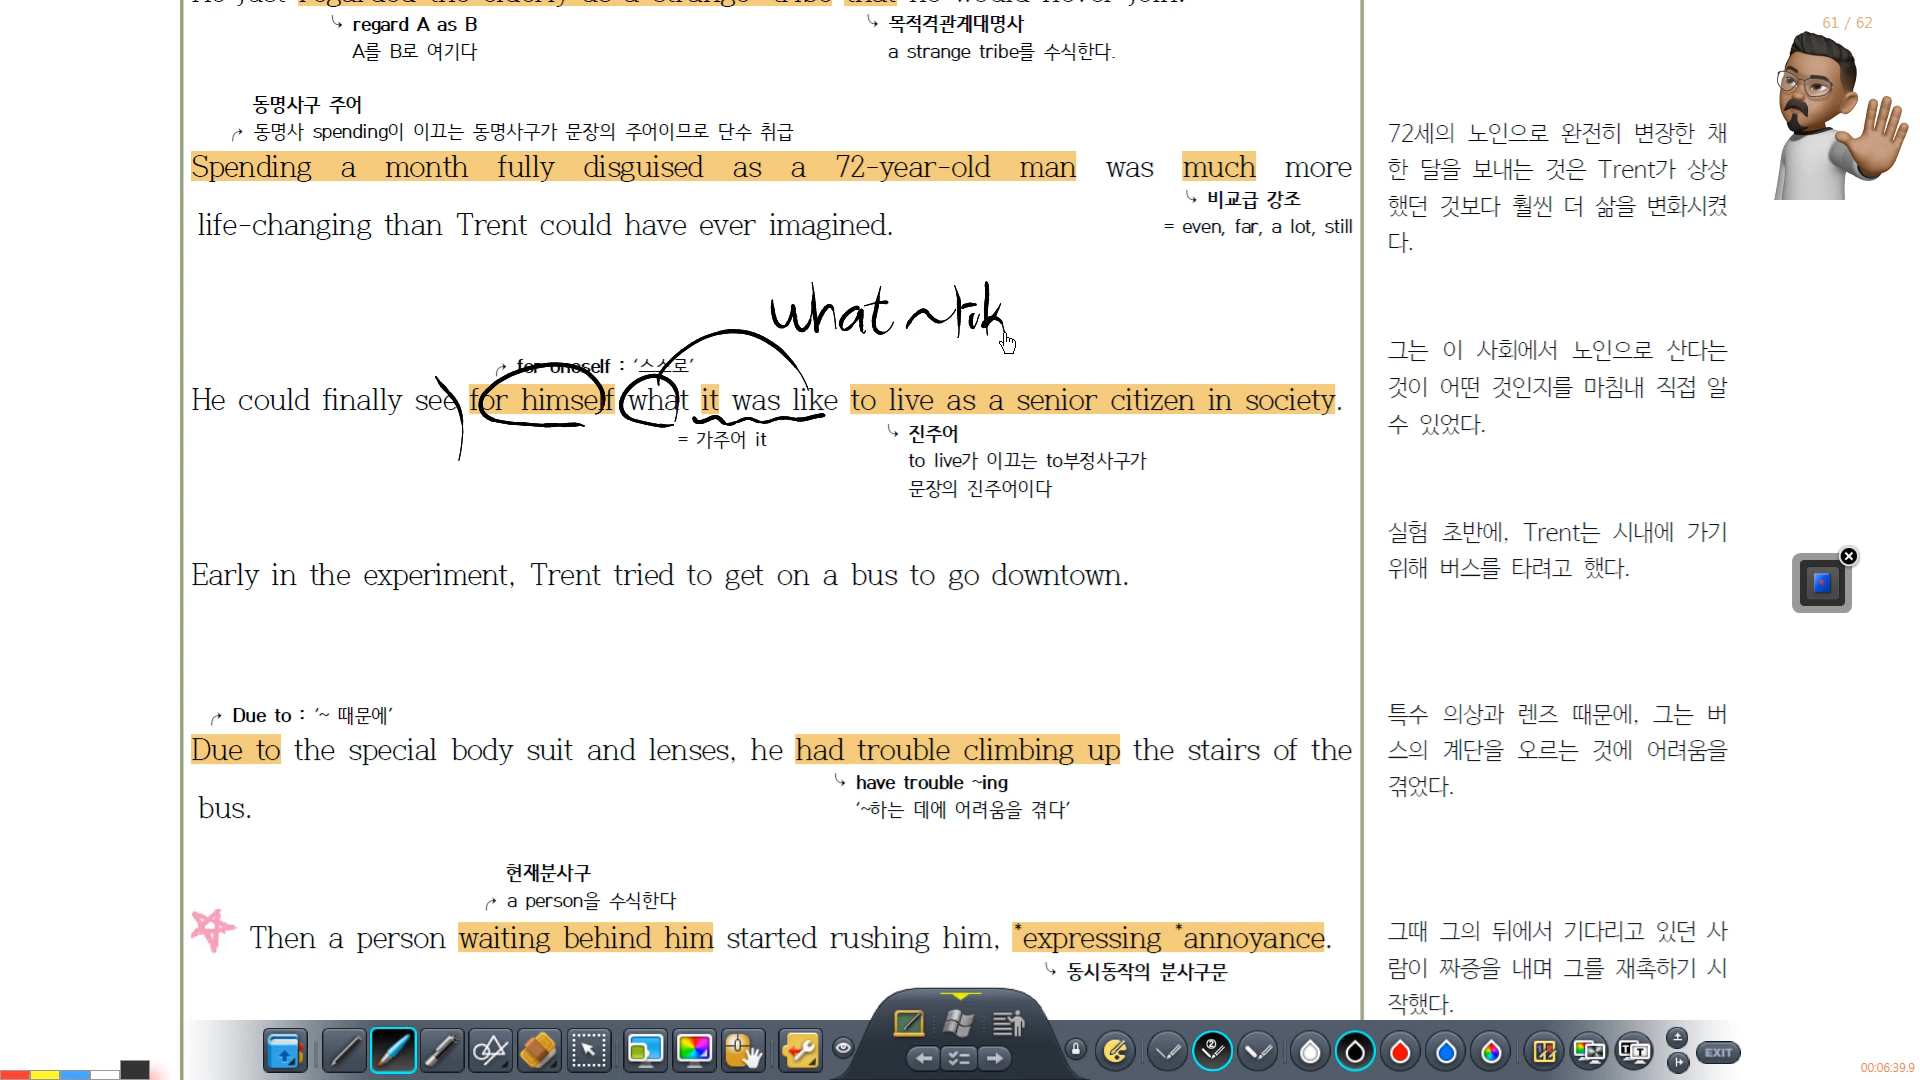 He just regarded the elderly as a strange tribe that he would never join.
regard A as B
A를 B로 여기다
목적격관계대명사
a strange tribe를 수식한다.
61 / 62
동명사구 주어
동명사 spending이 이끄는 동명사구가 문장의 주어이므로 단수 취급
Spending a month fully disguised as a 72-year-old man was much more
비교급 강조
life-changing than Trent could have ever imagined.
= even, far, a lot, still
72세의 노인으로 완전히 변장한 채
한 달을 보내는 것은 Trent가 상상
했던 것보다 훨씬 더 삶을 변화시켰
다.
what ~
for oneself : ‘스스로’
He could finally see for himself what it was like to live as a senior citizen in society.
= 가주어 it
진주어
to live가 이끄는 to부정사구가
문장의 진주어이다
그는 이 사회에서 노인으로 산다는
것이 어떤 것인지를 마침내 직접 알
수 있었다.
Early in the experiment, Trent tried to get on a bus to go downtown.
실험 초반에, Trent는 시내에 가기
위해 버스를 타려고 했다.
Due to : ‘~ 때문에’
Due to the special body suit and lenses, he had trouble climbing up the stairs of the
have trouble ~ing
‘~하는 데에 어려움을 겪다’
bus.
특수 의상과 렌즈 때문에, 그는 버
스의 계단을 오르는 것에 어려움을
겪었다.
현재분사구
a person을 수식한다
Then a person waiting behind him started rushing him, *expressing *annoyance.
동시동작의 분사구문
그때 그의 뒤에서 기다리고 있던 사
람이 짜증을 내며 그를 재촉하기 시
작했다.
EXIT
00:06:39.9